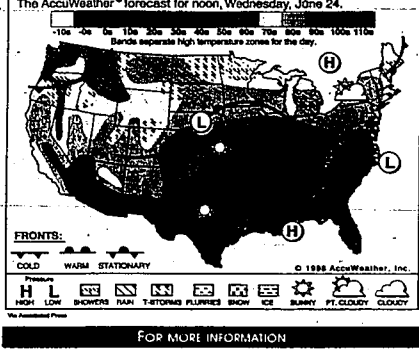 The AccuWeather® forecast for noon, Wednesday, June 24.
-10s -0s 0s 10s 20s 30s 40s 50s 60s 70s 80s 90s 100s 110s
Bands separate high temperature zones for the day.
H
L
L
H
FRONTS:
COLD WARM STATIONARY
© 1998 AccuWeather, Inc.
Pressure
H L
HIGH LOW SHOWERS RAIN T-STORMS FLURRIES SNOW ICE SUNNY PT. CLOUDY CLOUDY
Via Associated Press
FOR MORE INFORMATION